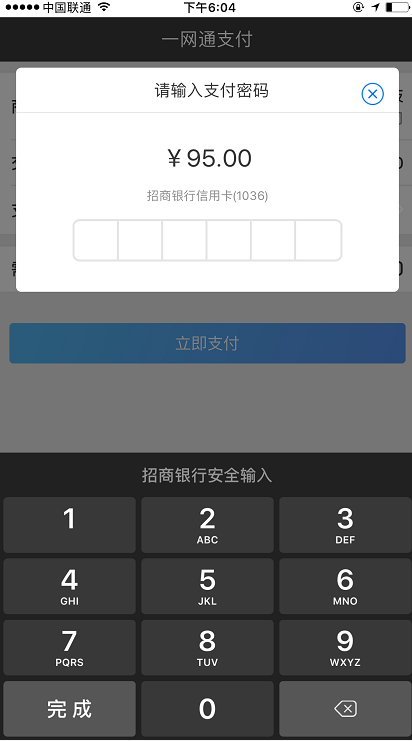 中国联通 下午6:04
一网通支付
请输入支付密码
￥95.00
招商银行信用卡(1036)
立即支付
招商银行安全输入
1 2 3
ABC DEF
4 5 6
GHI JKL MNO
7 8 9
PQRS TUV WXYZ
完成 0